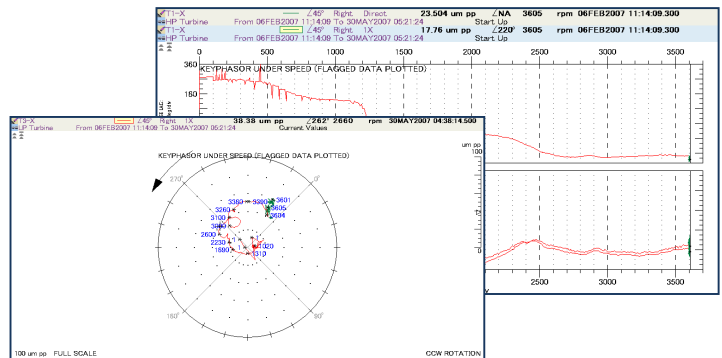 T1-X ∠45° Right Direct 23.504 um pp ∠NA 3605 rpm 06FEB2007 11:14:09.300
HP Turbine From 06FEB2007 11:14:09 To 30MAY2007 05:21:24 Start Up
T1-X ∠45° Right 1X 17.76 um pp ∠220° 3605 rpm 06FEB2007 11:14:09.300
HP Turbine From 06FEB2007 11:14:09 To 30MAY2007 05:21:24 Start Up
0 500 1000 1500 2000 2500 3000 3500
360
KEYPHASOR UNDER SPEED (FLAGGED DATA PLOTTED)
160
T3-X ∠45° Right 1X 38.38 um pp ∠262° 2660 rpm 30MAY2007 04:36:14.500
LP Turbine From 06FEB2007 11:14:09 To 30MAY2007 05:21:24 Current Values
KEYPHASOR UNDER SPEED (FLAGGED DATA PLOTTED)
um pp
100
270°
0°
3360
3390
3601
3260
3605
3604
3100
2600
2230
1690
1020
1310
0
180°
90°
2500 3000 3500
100 um pp FULL SCALE
CCW ROTATION